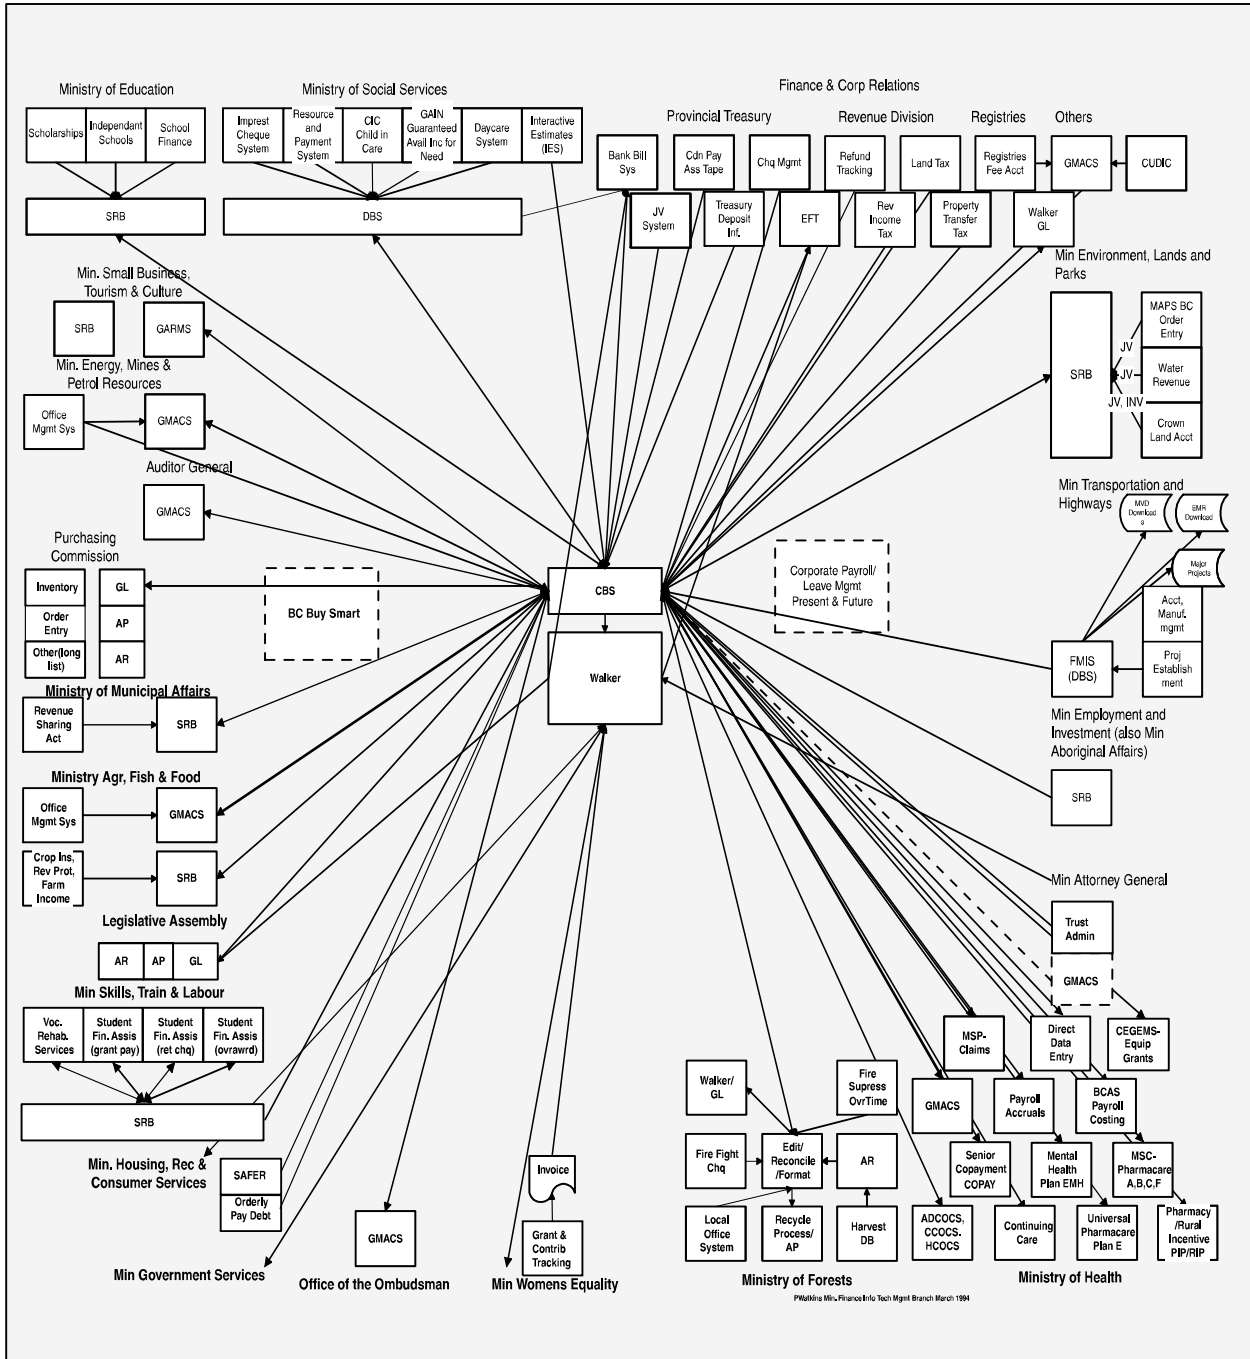 Ministry of Education
Scholarships
Independant
Schools
School
Finance
SRB
Ministry of Social Services
Imprest
Cheque
System
Resource
and
Payment
System
CIC
Child in
Care
GAIN
Guaranteed
Avail Inc for
Need
Daycare
System
Interactive
Estimates
(IES)
DBS
Finance & Corp Relations
Provincial Treasury
Revenue Division
Registries
Others
Bank Bill
Sys
Cdn Pay
Ass Tape
Chq Mgmt
Refund
Tracking
Land Tax
Registries
Fee Acct
GMACS
CUDIC
JV
System
Treasury
Deposit
Inf.
EFT
Rev
Income
Tax
Property
Transfer
Tax
Walker
GL
Min. Small Business,
Tourism & Culture
SRB
GARMS
Min. Energy, Mines &
Petrol Resources
Office
Mgmt Sys
GMACS
Auditor General
GMACS
Min Environment, Lands and
Parks
SRB
JV
JV
JV, INV
MAPS BC
Order
Entry
Water
Revenue
Crown
Land Acct
Min Transportation and
Highways
MVD
Download
s
EMR
Download
Major
Projects
Acct,
Manuf.
mgmt
FMIS
(DBS)
Proj
Establish
ment
Purchasing
Commission
Inventory
Order
Entry
Other(long
list)
GL
AP
AR
BC Buy Smart
CBS
Walker
Corporate Payroll/
Leave Mgmt
Present & Future
Ministry of Municipal Affairs
Revenue
Sharing
Act
SRB
Min Employment and
Investment (also Min
Aboriginal Affairs)
SRB
Ministry Agr, Fish & Food
Office
Mgmt Sys
GMACS
Crop Ins,
Rev Prot,
Farm
Income
SRB
Legislative Assembly
AR
AP
GL
Min Attorney General
Trust
Admin
GMACS
Min Skills, Train & Labour
Voc.
Rehab.
Services
Student
Fin. Assis
(grant pay)
Student
Fin. Assis
(ret chq)
Student
Fin. Assis
(ovrawrd)
SRB
Min. Housing, Rec &
Consumer Services
SAFER
Orderly
Pay Debt
Min Government Services
GMACS
Office of the Ombudsman
Invoice
Grant &
Contrib
Tracking
Min Womens Equality
Walker/
GL
Fire
Supress
OvrTime
Fire Fight
Chq
Edit/
Reconcile
/Format
AR
Local
Office
System
Recycle
Process/
AP
Harvest
DB
Ministry of Forests
MSP-
Claims
Direct
Data
Entry
CEGEMS-
Equip
Grants
GMACS
Payroll
Accruals
BCAS
Payroll
Costing
Senior
Copayment
COPAY
Mental
Health
Plan EMH
MSC-
Pharmacare
A,B,C,F
ADCOCS,
CCOCS.
HCOCS
Continuing
Care
Universal
Pharmacare
Plan E
Pharmacy
/Rural
Incentive
PIP/RIP
Ministry of Health
PWatkins Min. Finance Info Tech Mgmt Branch March 1994